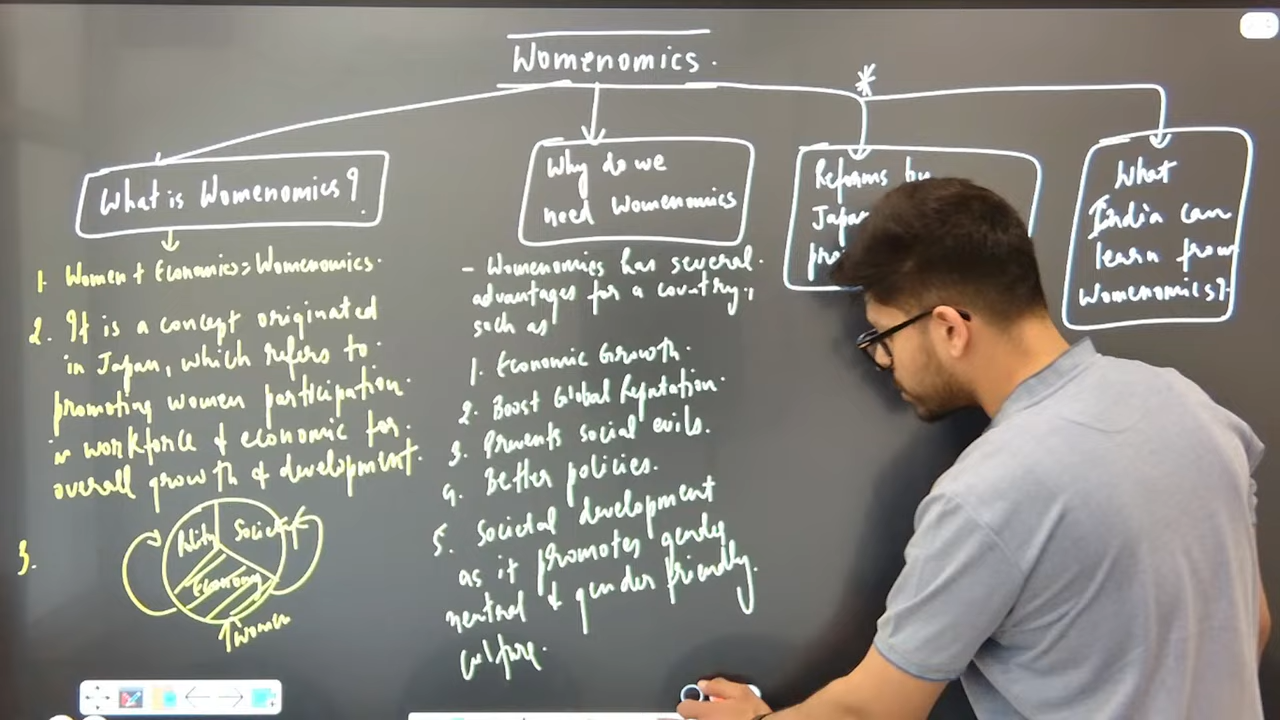 Womenomics.
*
What is Womenomics?
1. Women + Economics = Womenomics.
2. It is a concept originated
in Japan, which refers to
promoting women participation
in workforce & economic for
overall growth & development.
3.
Polity Society
Economy
↑women
Why do we
need Womenomics
- Womenomics has several
advantages for a country,
such as
1. Economic Growth.
2. Boost Global Reputation.
3. Prevents social evils.
4. Better policies.
5. Societal development
as it promotes gender
neutral & gender friendly
culture.
Reforms by
What
India can
learn from
Womenomics?